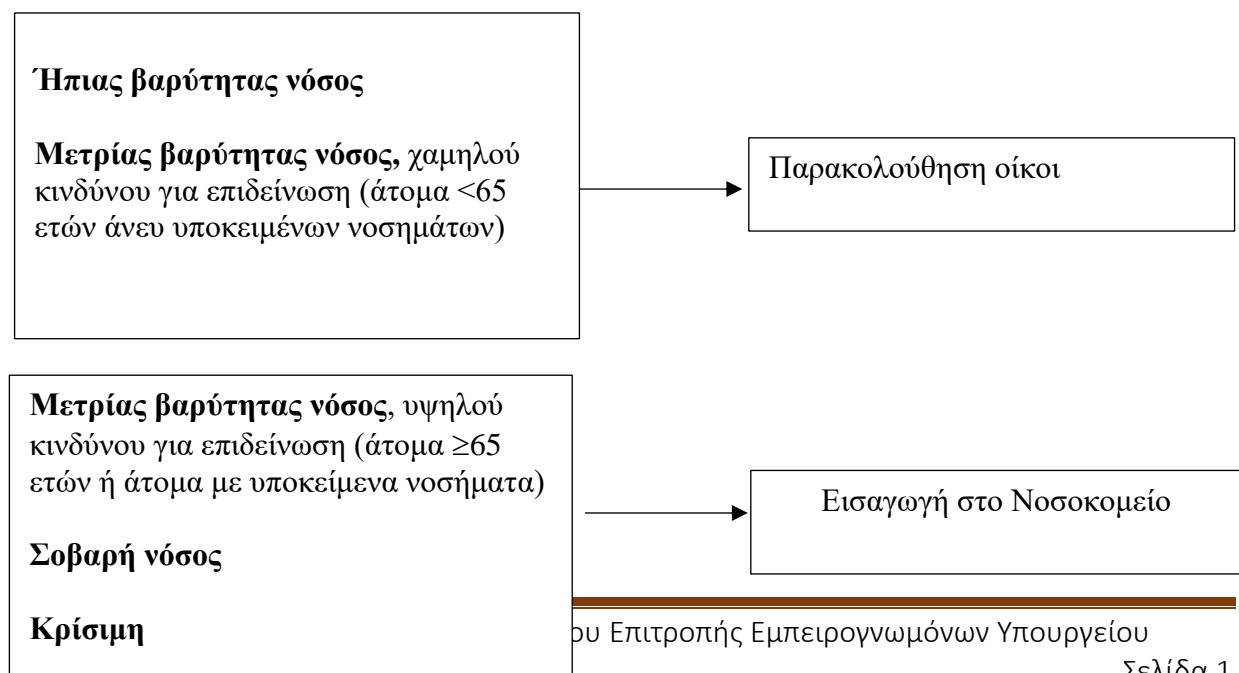 Ήπιας βαρύτητας νόσος
Μετρίας βαρύτητας νόσος, χαμηλού
κινδύνου για επιδείνωση (άτομα <65
ετών άνευ υποκειμένων νοσημάτων)
Παρακολούθηση οίκοι
Μετρίας βαρύτητας νόσος, υψηλού
κινδύνου για επιδείνωση (άτομα ≥65
ετών ή άτομα με υποκείμενα νοσήματα)
Σοβαρή νόσος
Κρίσιμη
Εισαγωγή στο Νοσοκομείο
Επιτροπής Εμπειρογνωμόνων Υπουργείου
Σελίδα 1